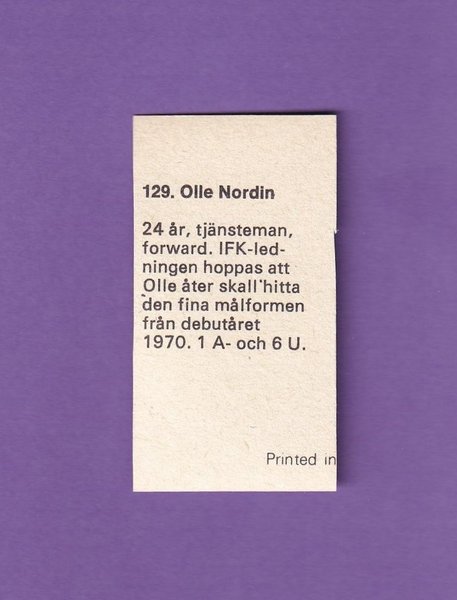 129. Olle Nordin
24 år, tjänsteman,
forward. IFK-led-
ningen hoppas att
Olle åter skall hitta
den fina målformen
från debutåret
1970. 1 A- och 6 U.
Printed in